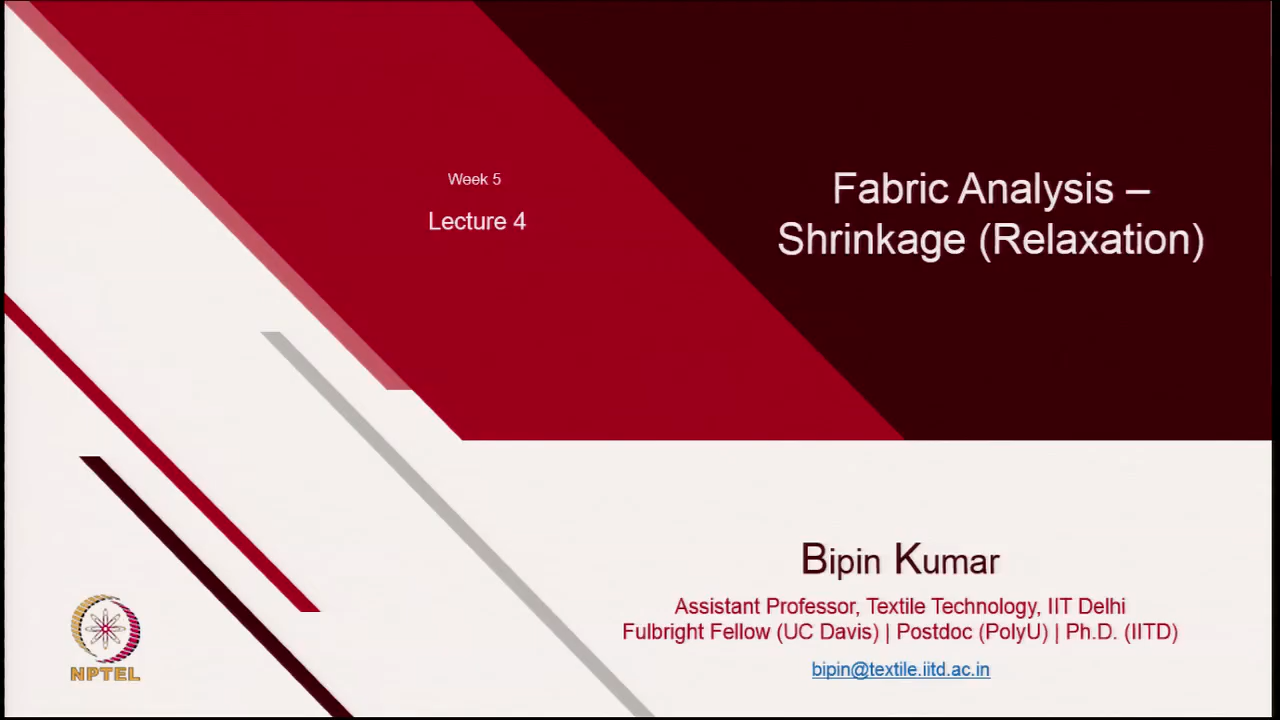 Week 5
Lecture 4
Fabric Analysis –
Shrinkage (Relaxation)
Bipin Kumar
Assistant Professor, Textile Technology, IIT Delhi
Fulbright Fellow (UC Davis) | Postdoc (PolyU) | Ph.D. (IITD)
bipin@textile.iitd.ac.in
NPTEL